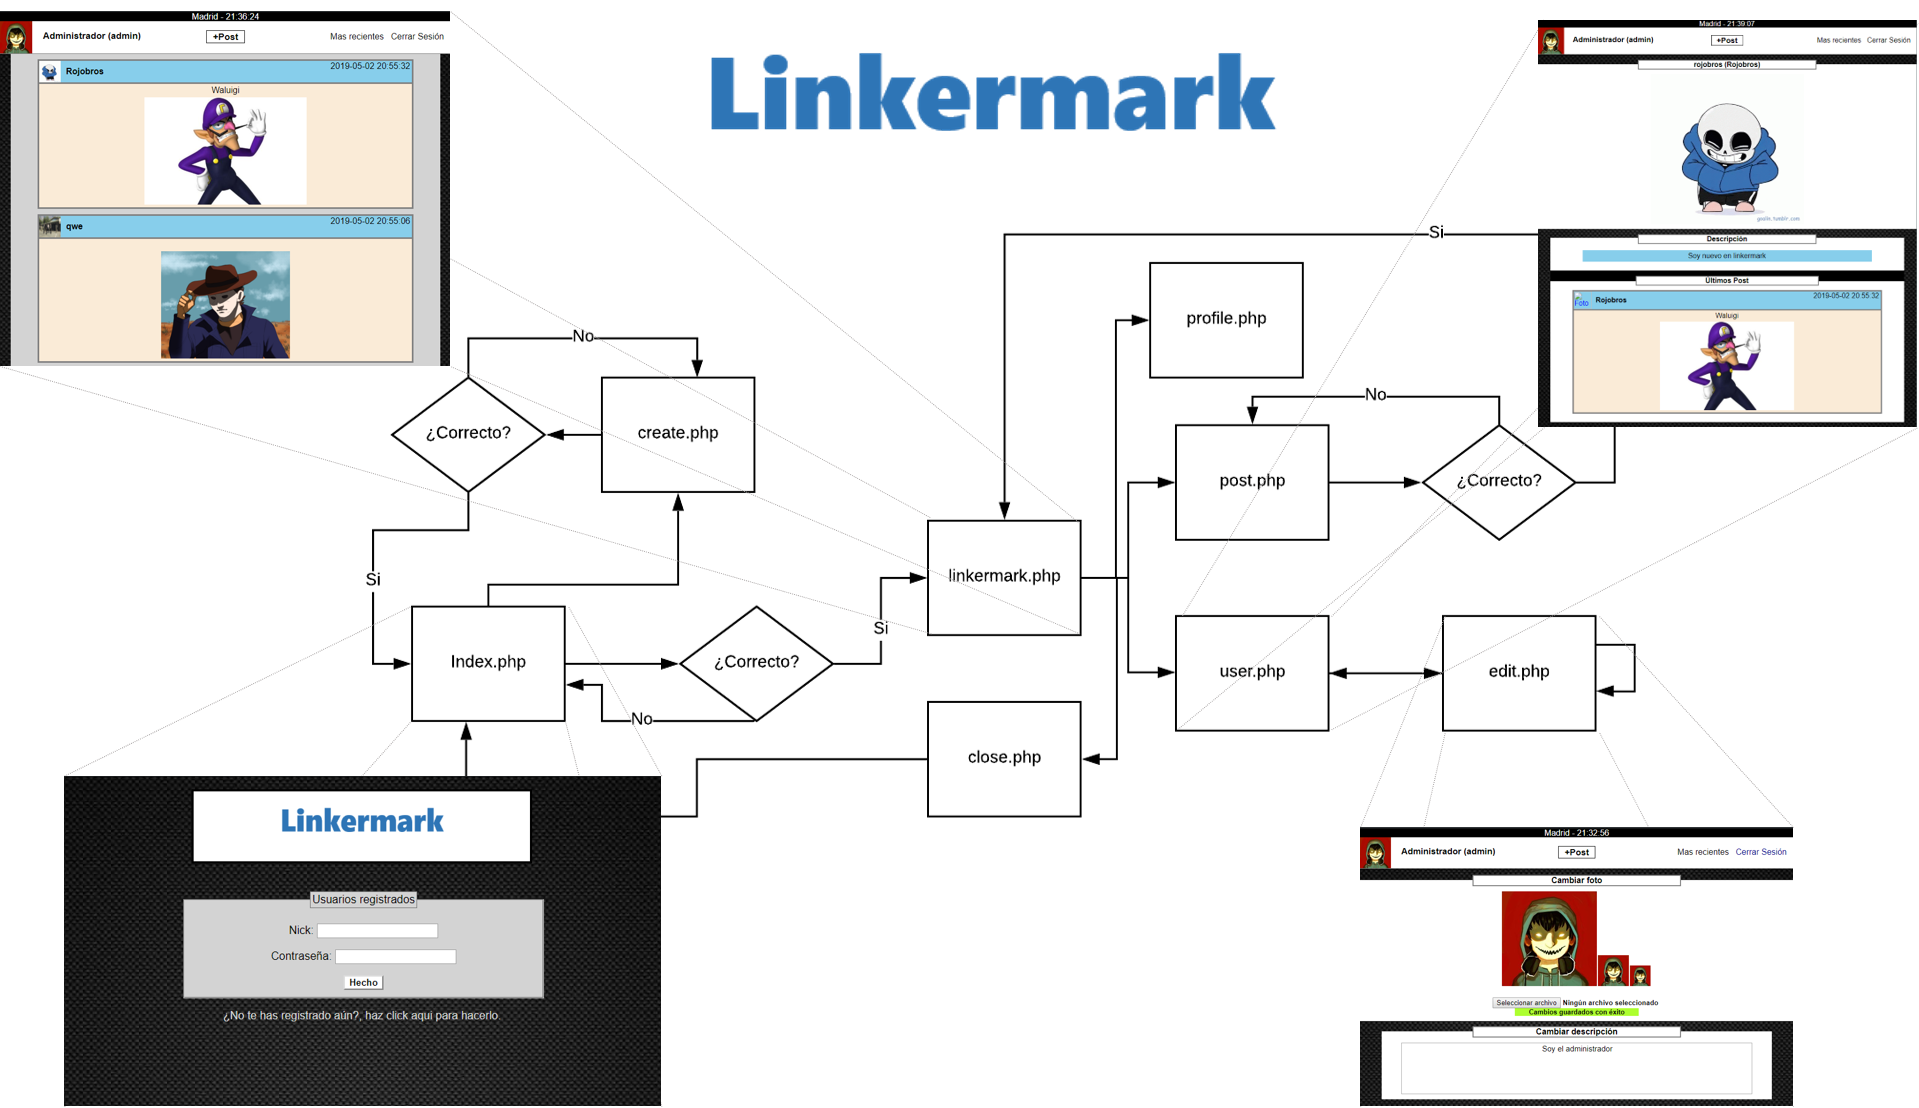 Madrid - 21:36:24
Administrador (admin)
+Post
Mas recientes
Cerrar Sesión
Rojobros
2019-05-02 20:55:32
Waluigi
qwe
2019-05-02 20:55:06
Linkermark
Madrid - 21:39:07
Administrador (admin)
+Post
Mas recientes
Cerrar Sesión
rojobros (Rojobros)
Descripción
Soy nuevo en linkermark
Últimos Post
Foto
Rojobros
2019-05-02 20:55:32
Waluigi
Si
profile.php
No
¿Correcto?
create.php
No
post.php
¿Correcto?
Si
linkermark.php
Index.php
¿Correcto?
Si
No
user.php
edit.php
close.php
Linkermark
Usuarios registrados
Nick:
Contraseña:
Hecho
¿No te has registrado aún?, haz click aqui para hacerlo.
Madrid - 21:32:56
Administrador (admin)
+Post
Mas recientes
Cerrar Sesión
Cambiar foto
Seleccionar archivo
Ningún archivo seleccionado
Cambios guardados con éxito
Cambiar descripción
Soy el administrador